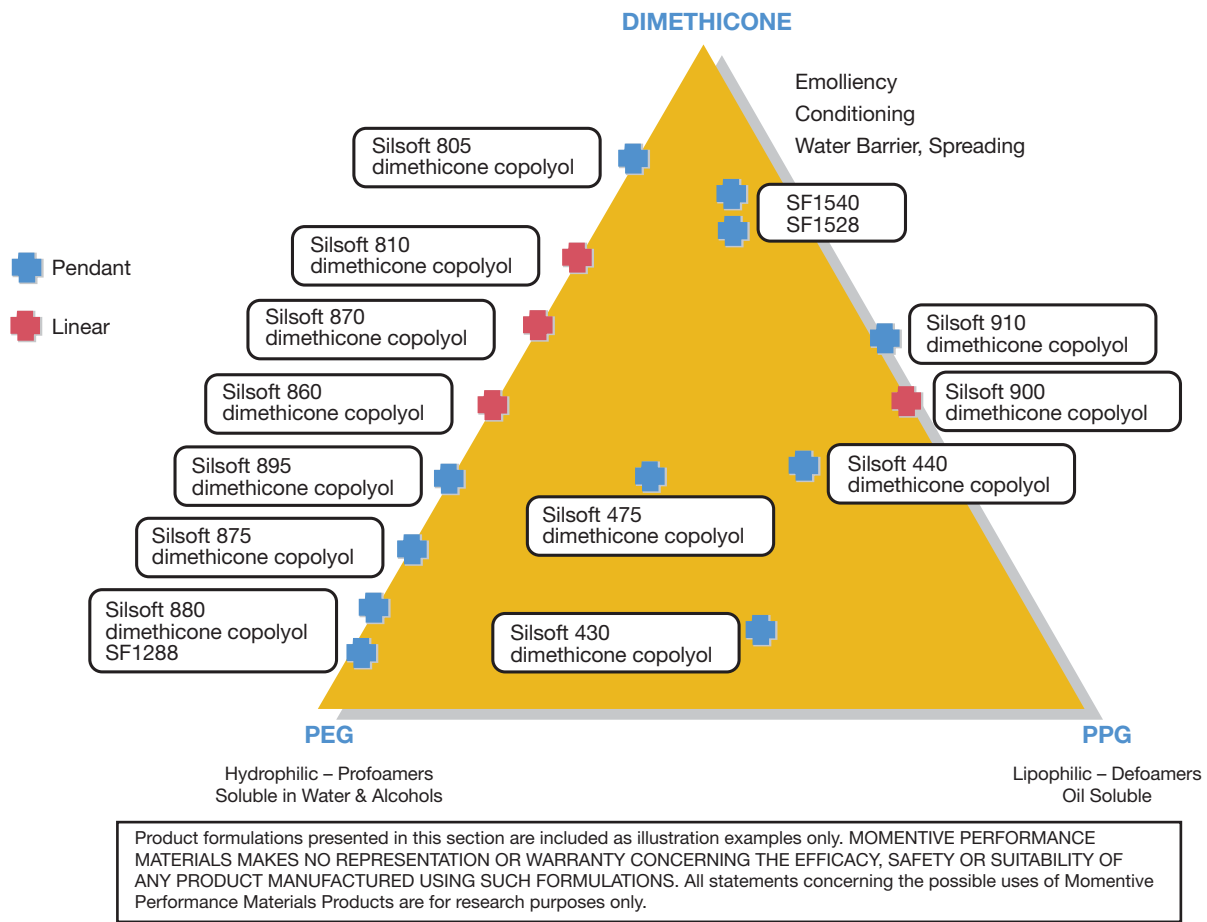 DIMETHICONE
Emolliency
Conditioning
Water Barrier, Spreading
Silsoft 805
dimethicone copolyol
SF1540
SF1528
Silsoft 810
dimethicone copolyol
Pendant
Linear
Silsoft 870
dimethicone copolyol
Silsoft 910
dimethicone copolyol
Silsoft 860
dimethicone copolyol
Silsoft 900
dimethicone copolyol
Silsoft 895
dimethicone copolyol
Silsoft 440
dimethicone copolyol
Silsoft 475
dimethicone copolyol
Silsoft 875
dimethicone copolyol
Silsoft 880
dimethicone copolyol
SF1288
Silsoft 430
dimethicone copolyol
PEG
PPG
Hydrophilic – Profoamers
Soluble in Water & Alcohols
Lipophilic – Defoamers
Oil Soluble
Product formulations presented in this section are included as illustration examples only. MOMENTIVE PERFORMANCE
MATERIALS MAKES NO REPRESENTATION OR WARRANTY CONCERNING THE EFFICACY, SAFETY OR SUITABILITY OF
ANY PRODUCT MANUFACTURED USING SUCH FORMULATIONS. All statements concerning the possible uses of Momentive
Performance Materials Products are for research purposes only.